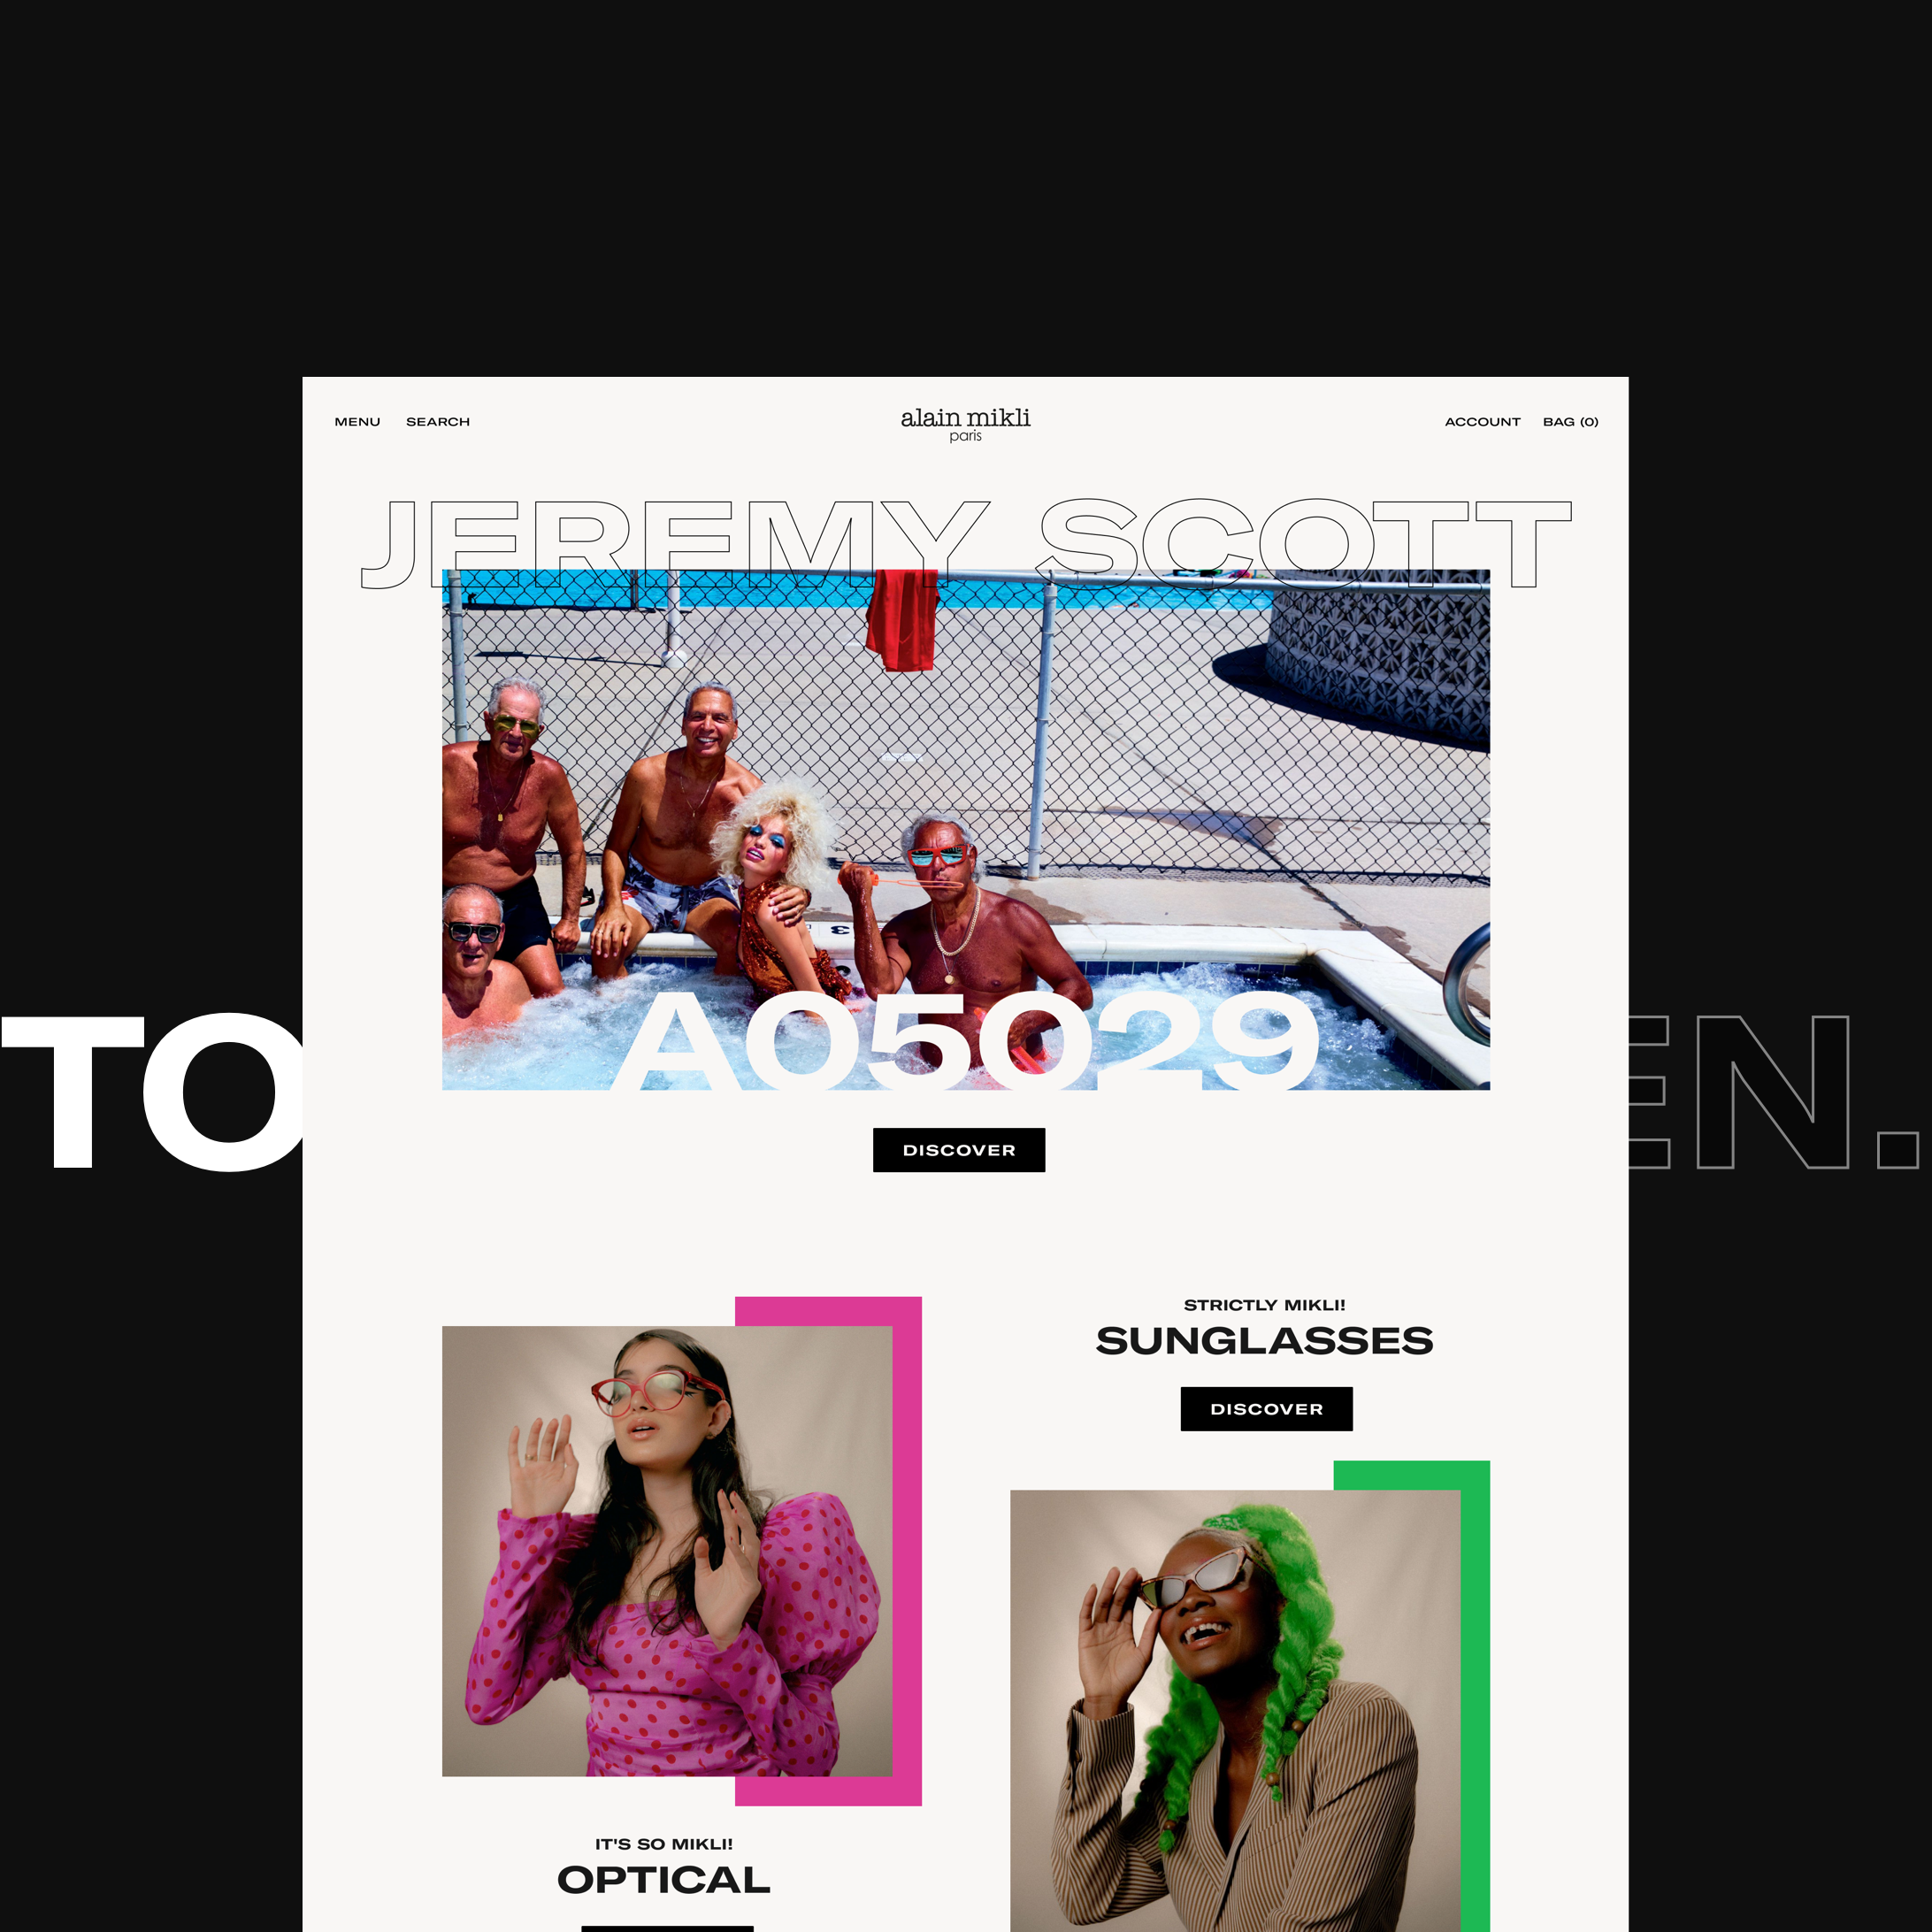 MENU SEARCH alain mikli ACCOUNT BAG (0)
paris
JEREMY SCOTT
A05029
TO EN.
DISCOVER
STRICTLY MIKLI!
SUNGLASSES
DISCOVER
IT'S SO MIKLI!
OPTICAL